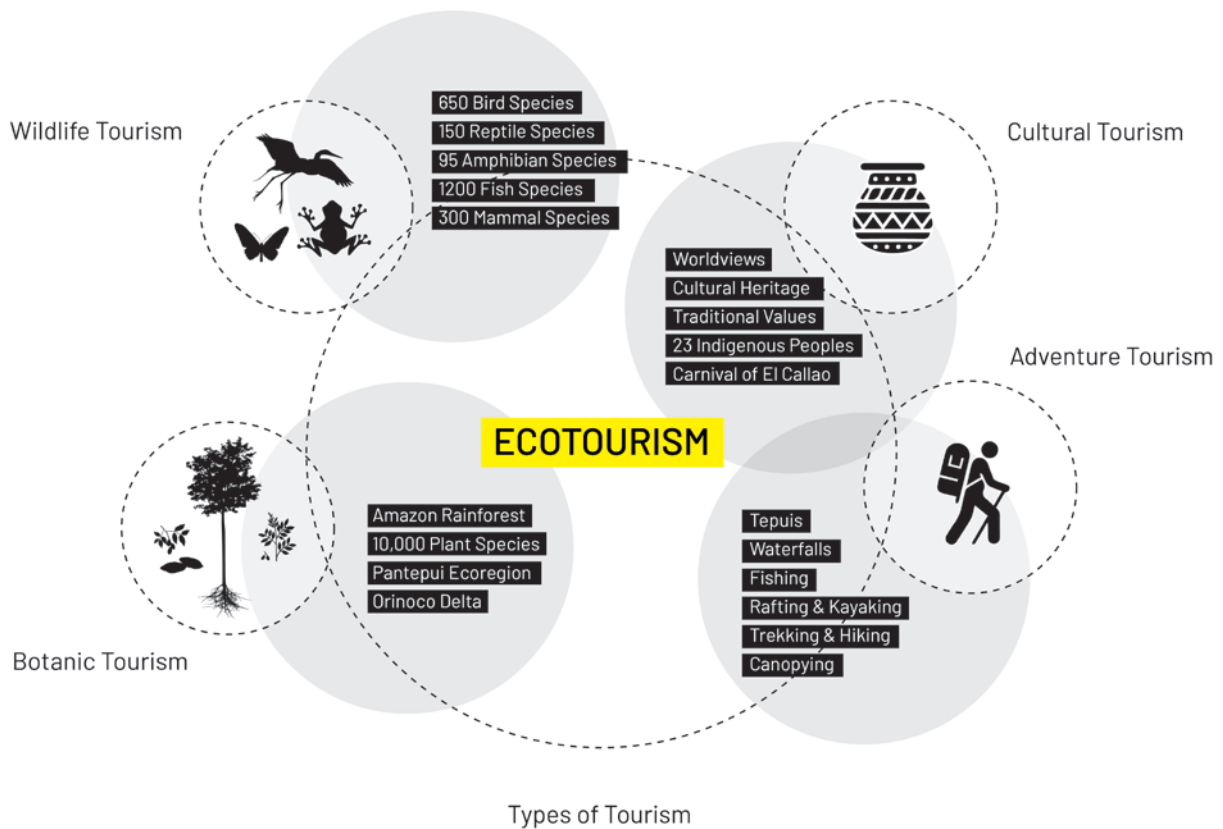 Wildlife Tourism
650 Bird Species
150 Reptile Species
95 Amphibian Species
1200 Fish Species
300 Mammal Species
Cultural Tourism
Worldviews
Cultural Heritage
Traditional Values
23 Indigenous Peoples
Carnival of El Callao
Adventure Tourism
ECOTOURISM
Amazon Rainforest
10,000 Plant Species
Pantepui Ecoregion
Orinoco Delta
Tepuis
Waterfalls
Fishing
Rafting & Kayaking
Trekking & Hiking
Canopying
Botanic Tourism
Types of Tourism